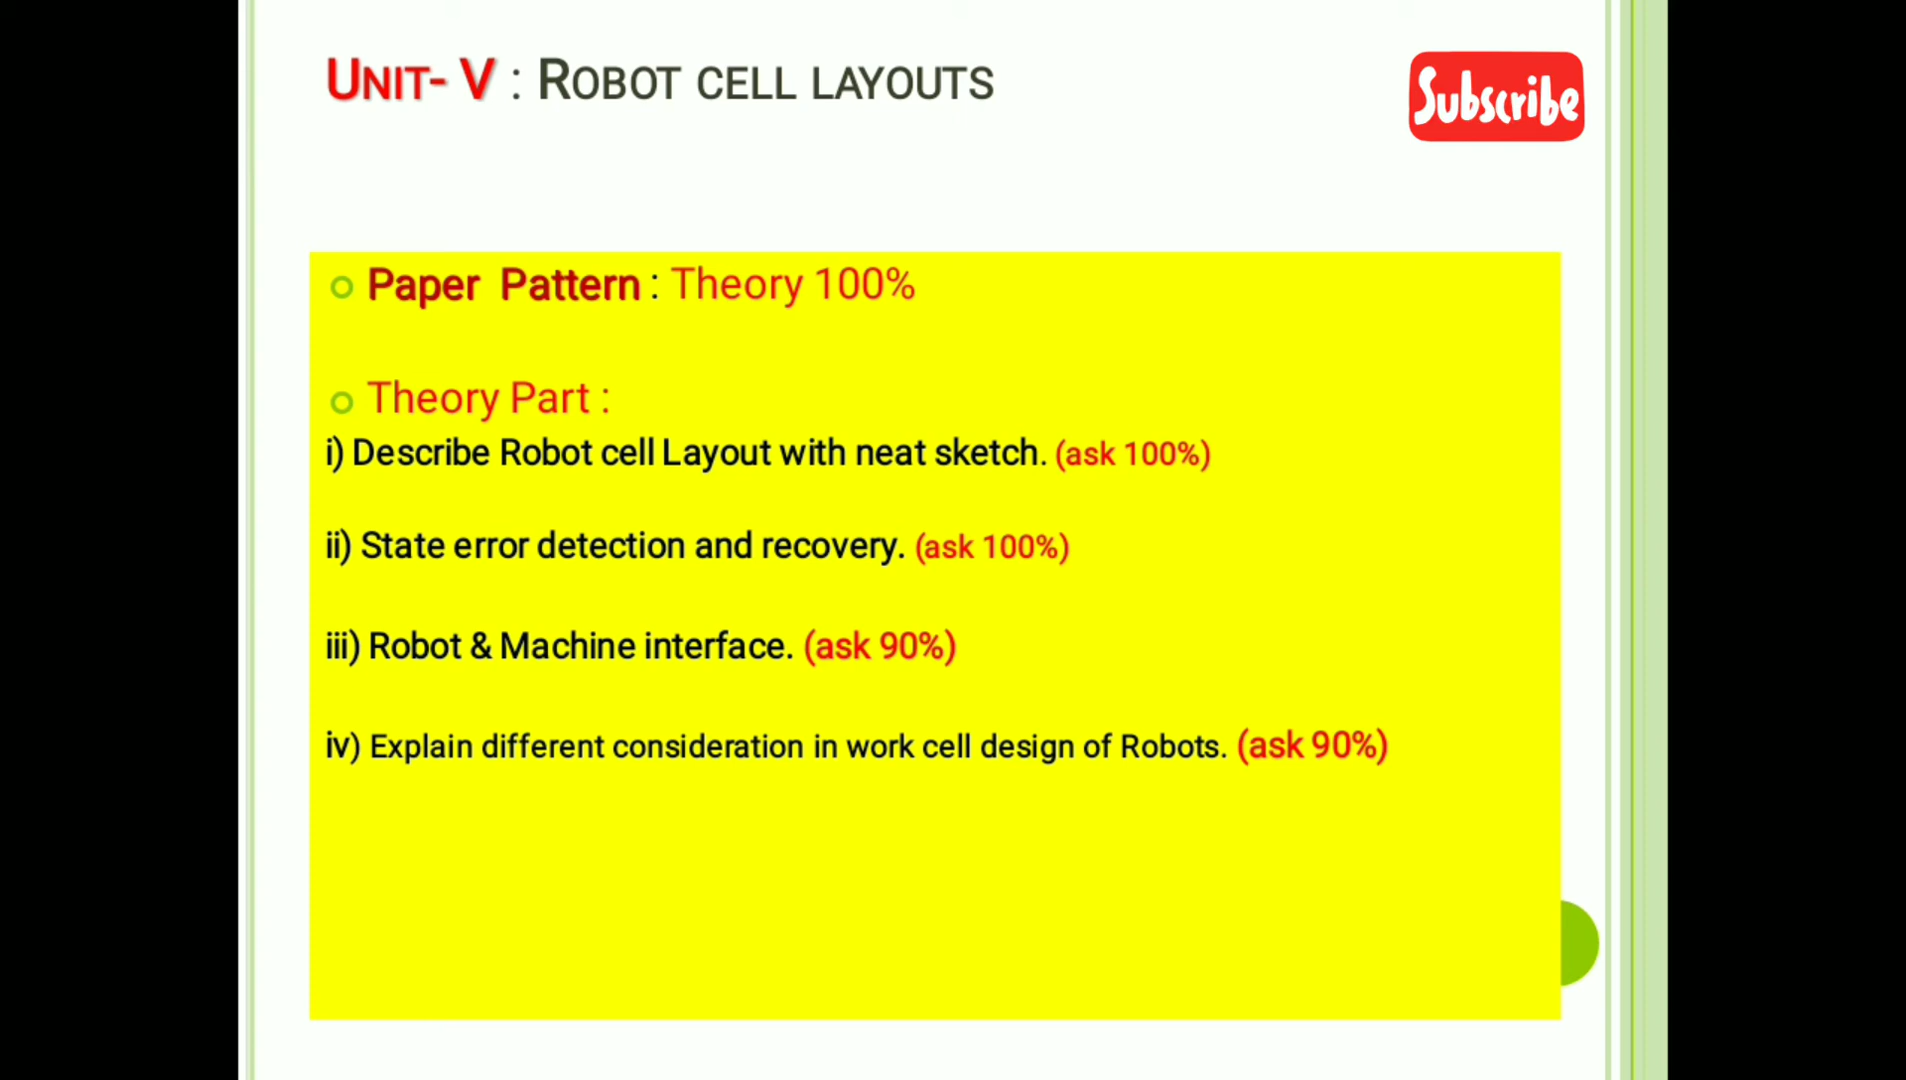 UNIT- V : ROBOT CELL LAYOUTS
Subscribe
Paper Pattern : Theory 100%
Theory Part :
i) Describe Robot cell Layout with neat sketch. (ask 100%)
ii) State error detection and recovery. (ask 100%)
iii) Robot & Machine interface. (ask 90%)
iv) Explain different consideration in work cell design of Robots. (ask 90%)